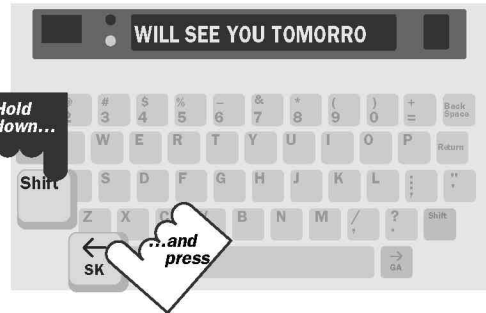 WILL SEE YOU TOMORRO
Hold
down...
# $ % _ & * ( ) + Back
3 4 5 6 7 8 9 0 = Space
W E R T Y U I O P Return
Shift S D F G H J K L ; "
Z X C B N M / ? Shift
← SK ...and
press
→
GA